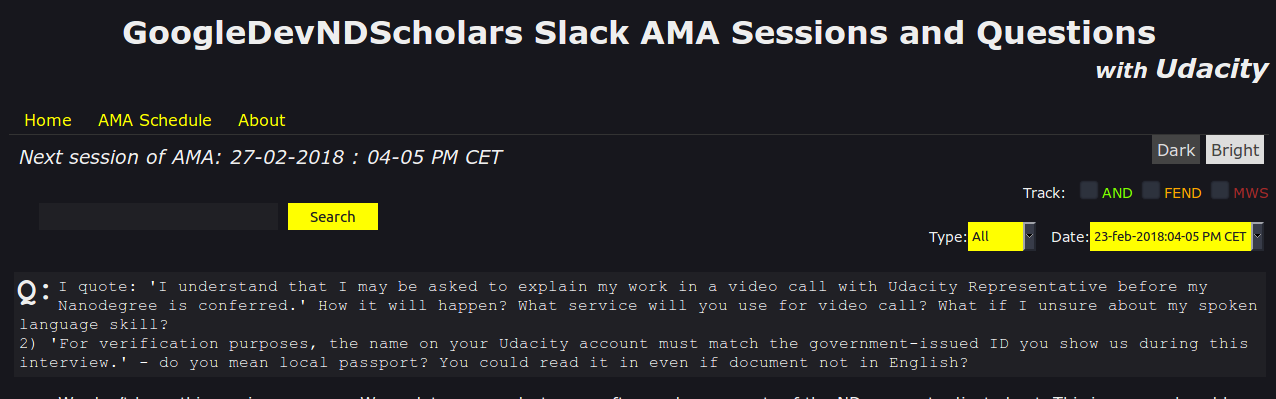 GoogleDevNDScholars Slack AMA Sessions and Questions
with Udacity
Home AMA Schedule About
Next session of AMA: 27-02-2018 : 04-05 PM CET
Dark Bright
Track: AND FEND MWS
Search
Type: All Date: 23-feb-2018:04-05 PM CET
Q: I quote: 'I understand that I may be asked to explain my work in a video call with Udacity Representative before my
Nanodegree is conferred.' How it will happen? What service will you use for video call? What if I unsure about my spoken
language skill?
2) 'For verification purposes, the name on your Udacity account must match the government-issued ID you show us during this
interview.' - do you mean local passport? You could read it in even if document not in English?